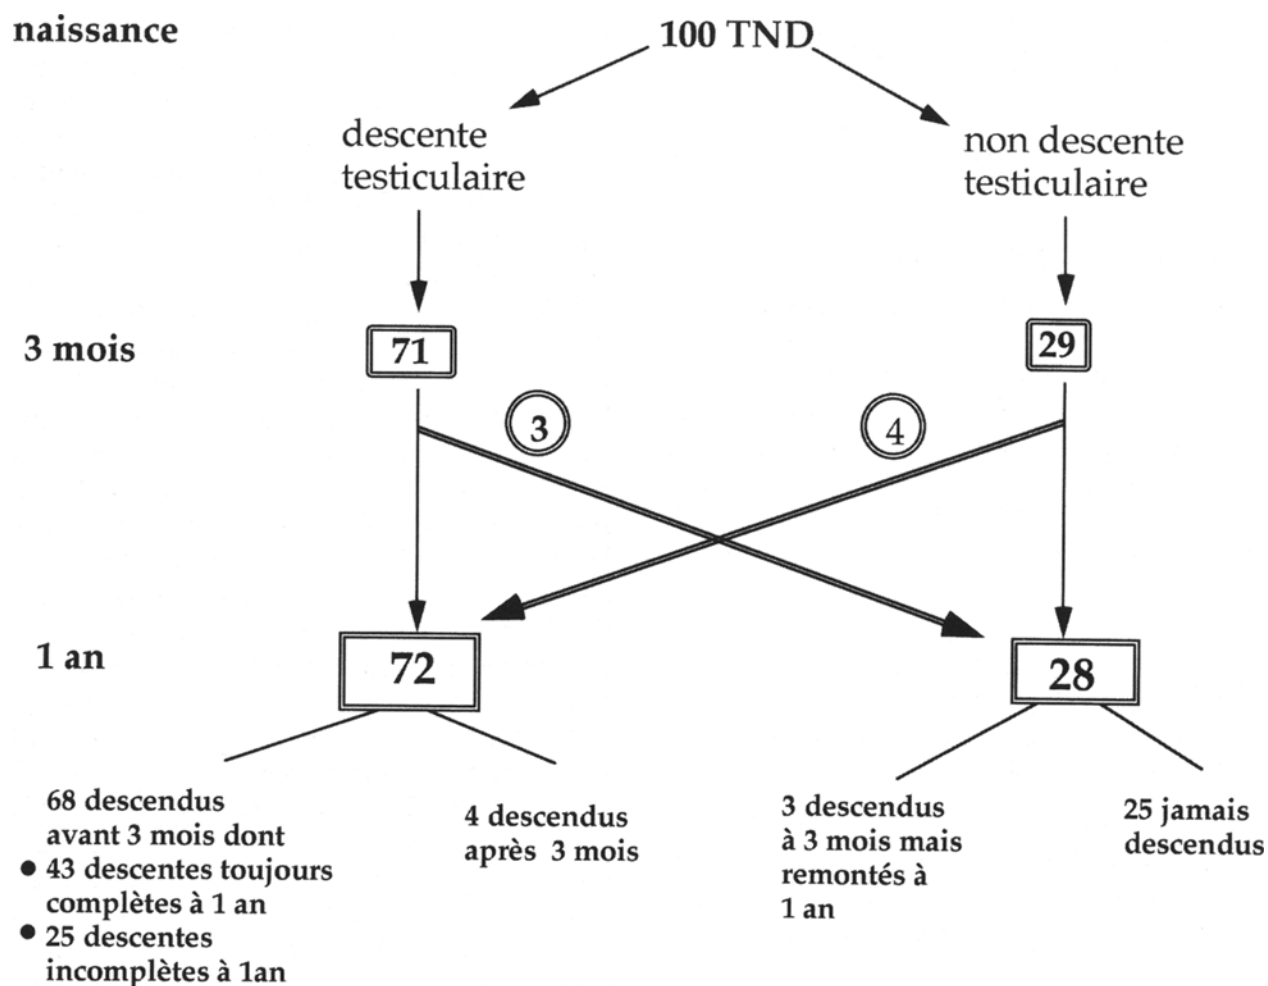 naissance
100 TND
descente
testiculaire
non descente
testiculaire
3 mois
71
29
3
4
1 an
72
28
68 descendus
avant 3 mois dont
• 43 descentes toujours
complètes à 1 an
• 25 descentes
incomplètes à 1an
4 descendus
après 3 mois
3 descendus
à 3 mois mais
remontés à
1 an
25 jamais
descendus